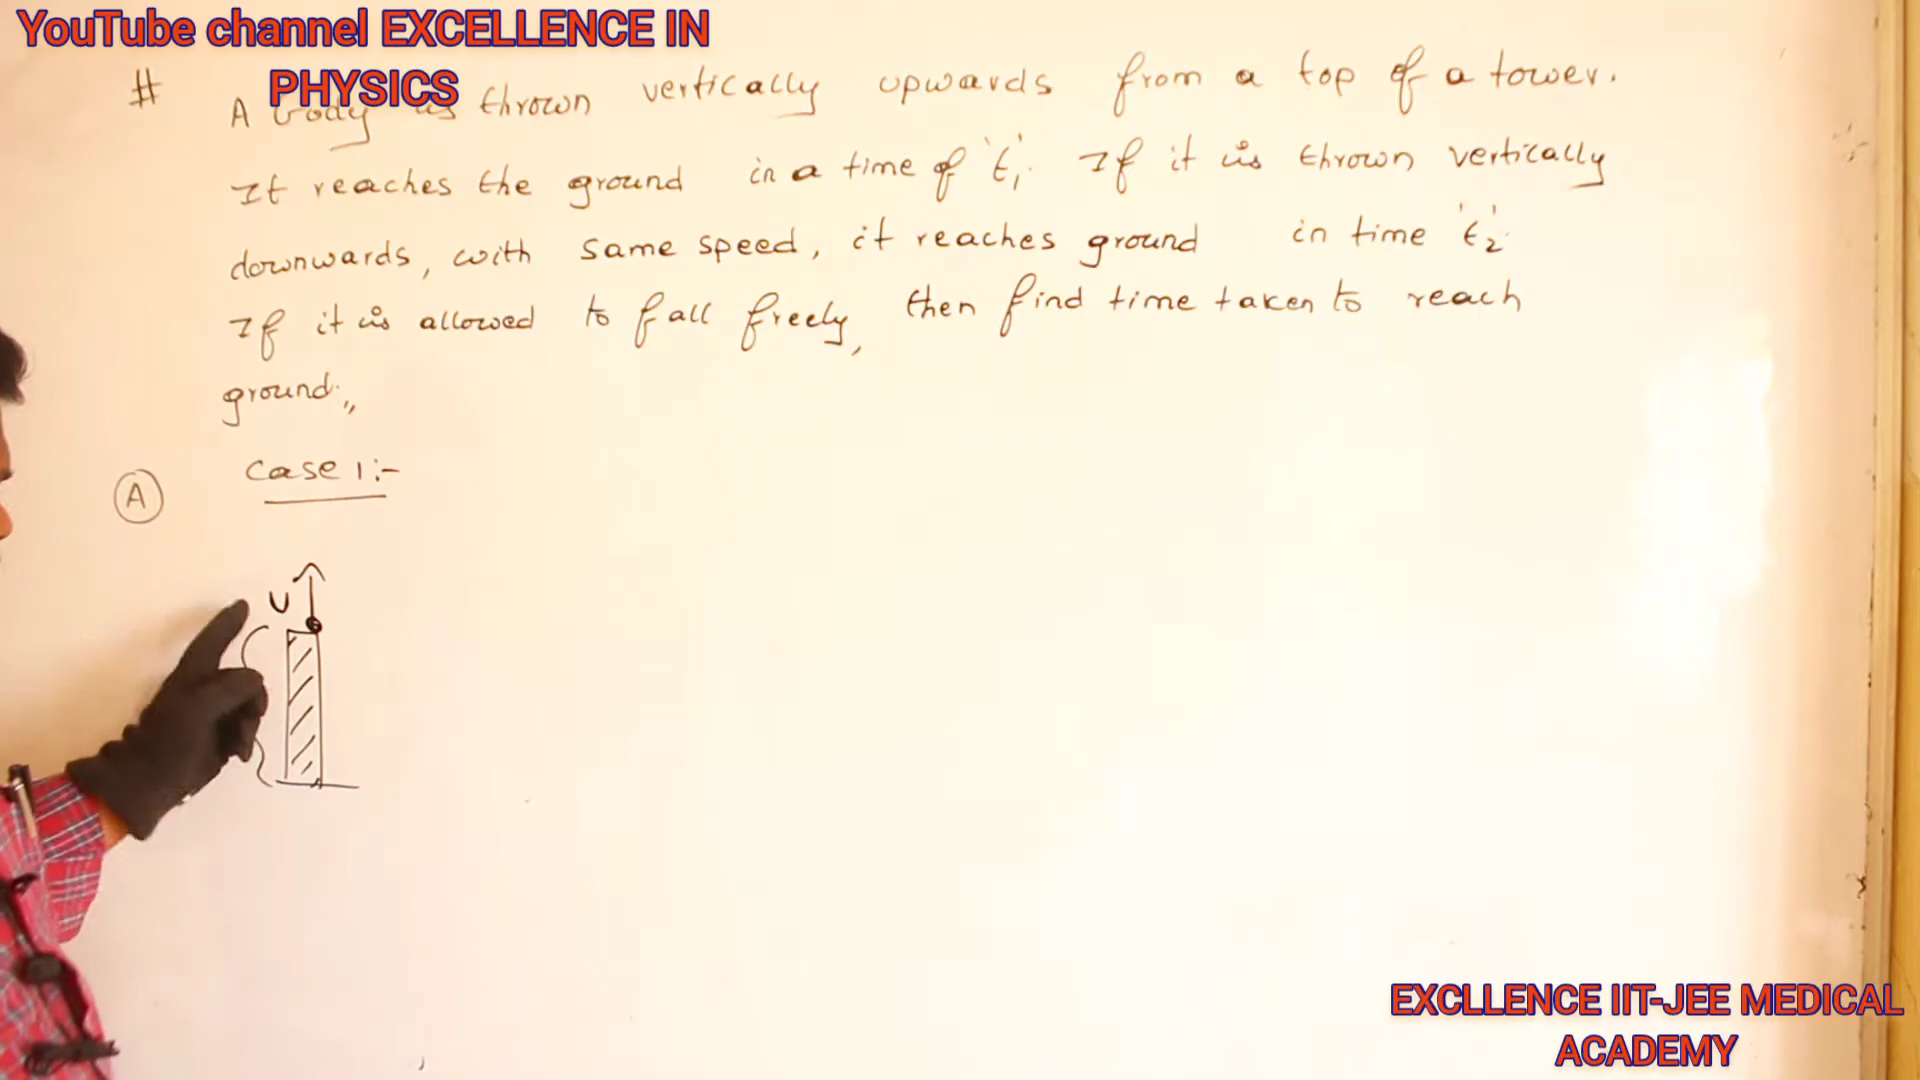 YouTube channel EXCELLENCE IN
PHYSICS
# A body is thrown vertically upwards from a top of a tower.
It reaches the ground in a time of 't₁'. If it is thrown vertically
downwards, with same speed, it reaches ground in time 't₂'.
If it is allowed to fall freely, then find time taken to reach
ground.,,
A Case 1:-
U
EXCLLENCE IIT-JEE MEDICAL
ACADEMY